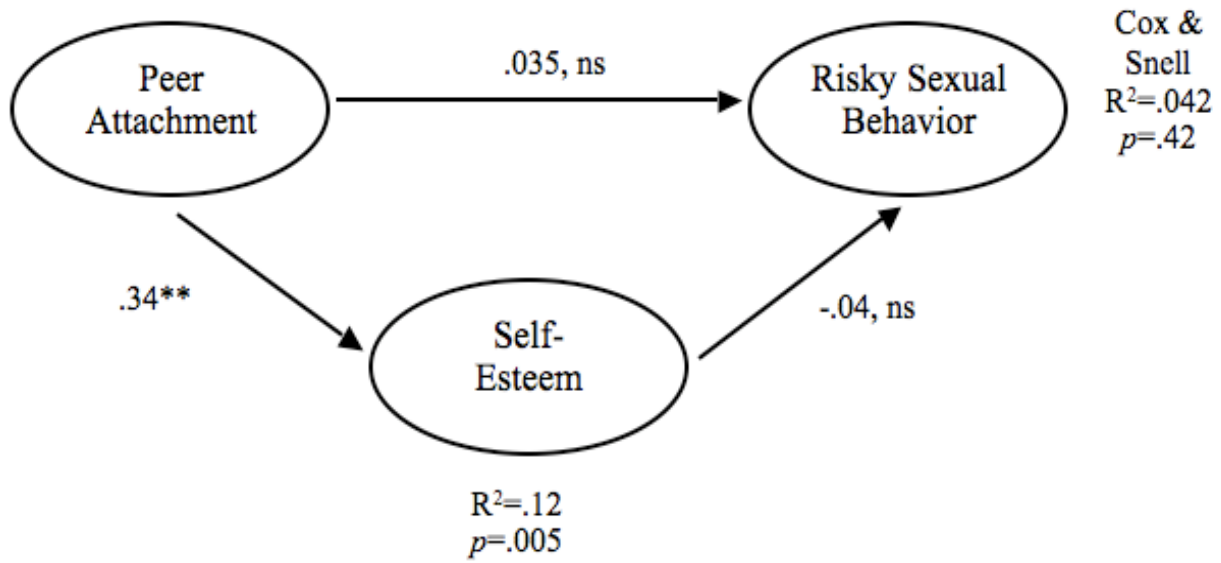 Peer
Attachment
.035, ns
Risky Sexual
Behavior
Cox &
Snell
R²=.042
p=.42
.34**
Self-
Esteem
-.04, ns
R²=.12
p=.005